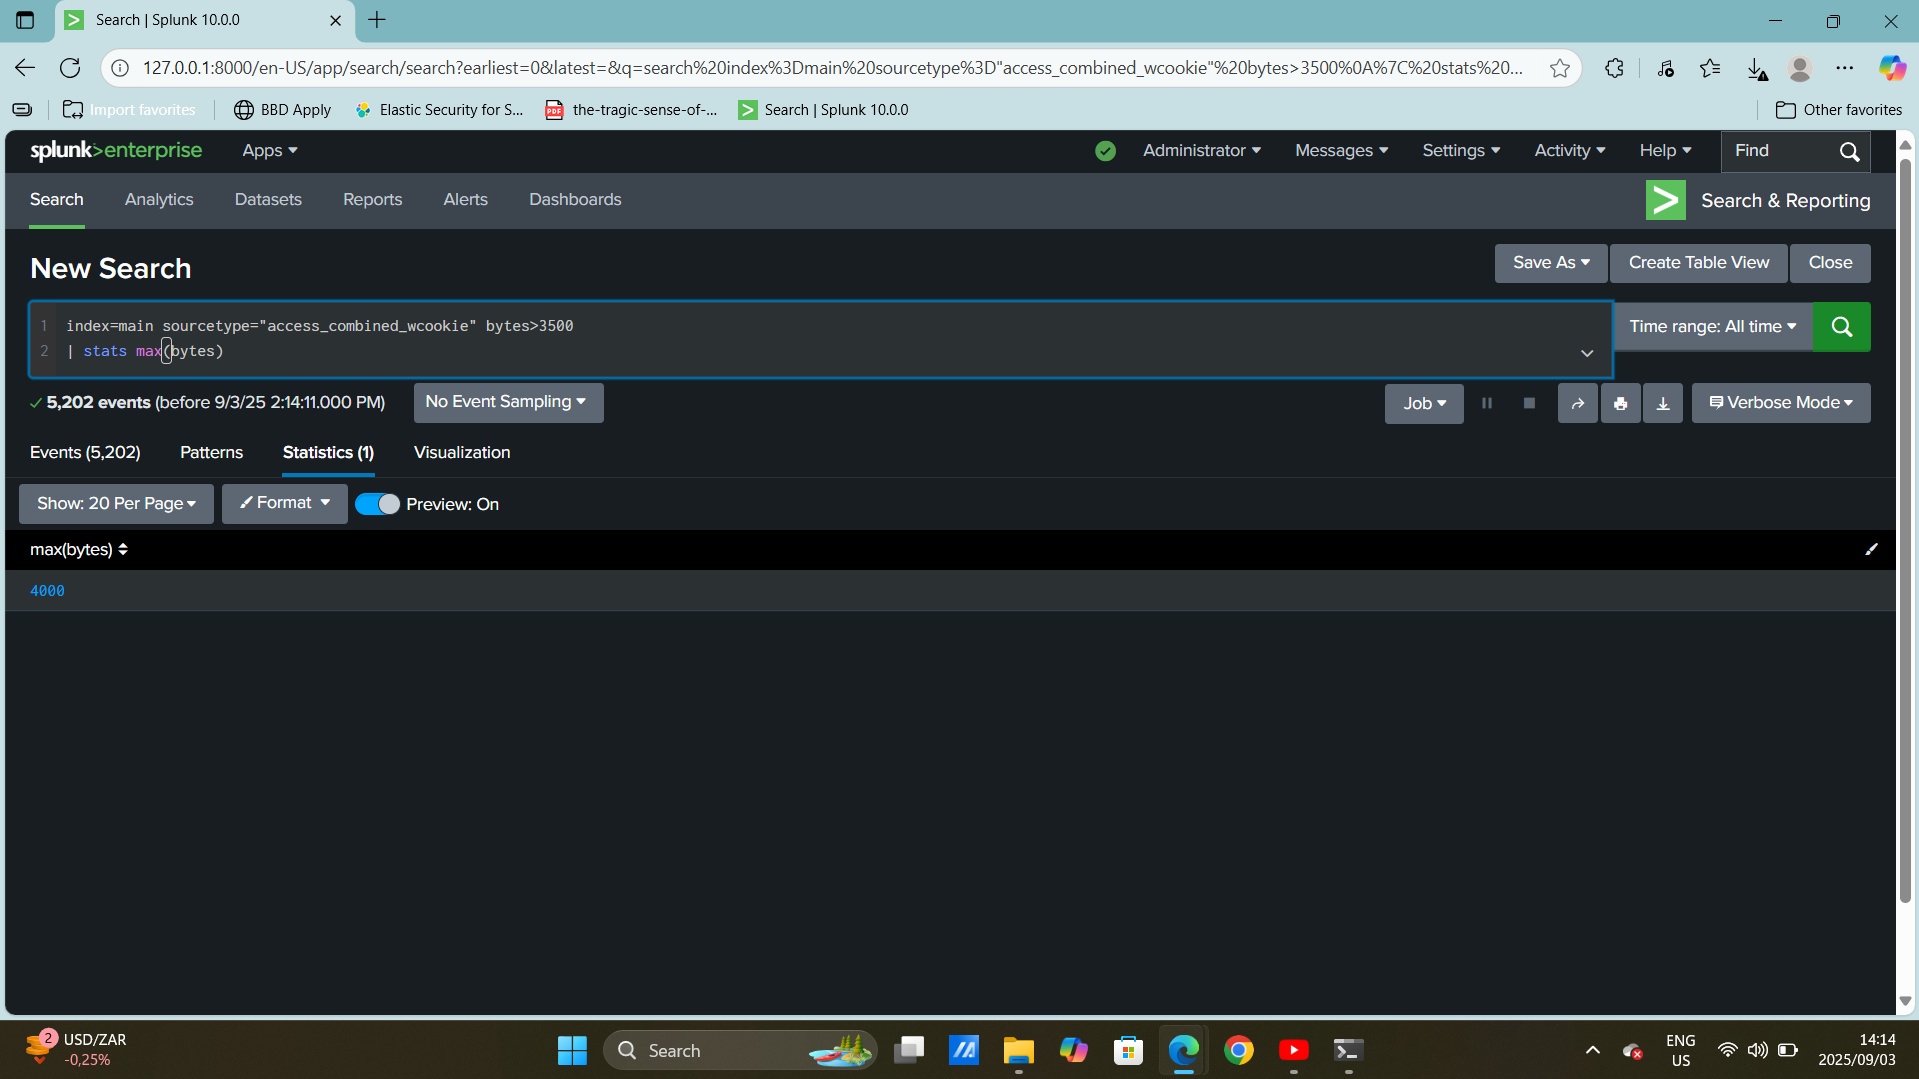 Search | Splunk 10.0.0
127.0.0.1:8000/en-US/app/search/search?earliest=0&latest=&q=search%20index%3Dmain%20sourcetype%3D"access_combined_wcookie"%20bytes>3500%0A%7C%20stats%20...
Import favorites
BBD Apply
Elastic Security for S...
PDF
the-tragic-sense-of-...
Search | Splunk 10.0.0
Other favorites
splunk>enterprise
Apps
Administrator
Messages
Settings
Activity
Help
Find
Search
Analytics
Datasets
Reports
Alerts
Dashboards
Search & Reporting
New Search
Save As
Create Table View
Close
1 index=main sourcetype="access_combined_wcookie" bytes>3500
2 | stats max(bytes)
Time range: All time
5,202 events (before 9/3/25 2:14:11.000 PM)
No Event Sampling
Job
Verbose Mode
Events (5,202)
Patterns
Statistics (1)
Visualization
Show: 20 Per Page
Format
Preview: On
max(bytes)
4000
2
USD/ZAR
-0,25%
Search
ENG
US
14:14
2025/09/03